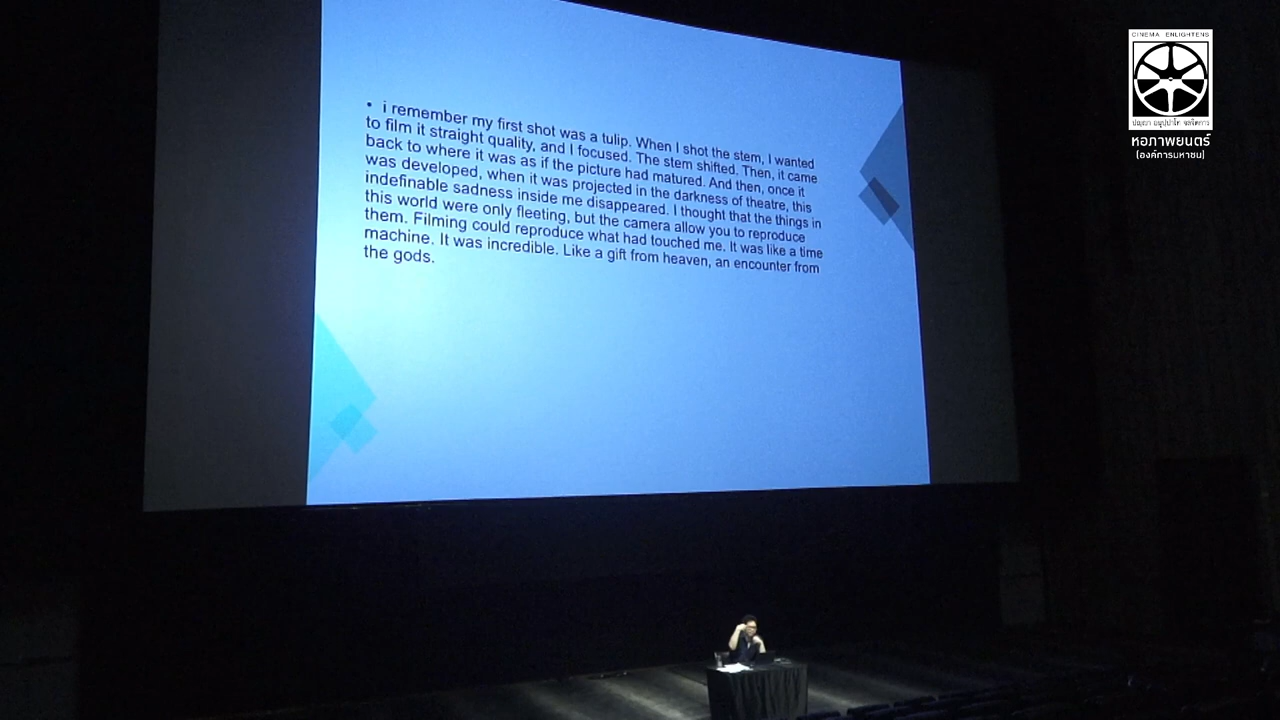 • i remember my first shot was a tulip. When I shot the stem, I wanted
to film it straight quality, and I focused. The stem shifted. Then, it came
back to where it was as if the picture had matured. And then, once it
was developed, when it was projected in the darkness of theatre, this
indefinable sadness inside me disappeared. I thought that the things in
this world were only fleeting, but the camera allow you to reproduce
them. Filming could reproduce what had touched me. It was like a time
machine. It was incredible. Like a gift from heaven, an encounter from
the gods.
CINEMA ENLIGHTENS
หอภาพยนตร์
(องค์การมหาชน)